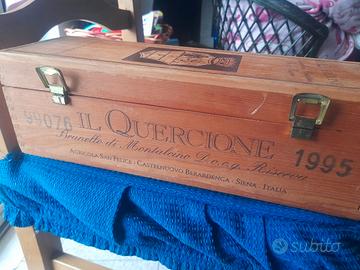 99076 IL QUERCIONE 1995
Brunello di Montalcino D.o.c.g. Riserva
AGRICOLA SAN FELICE - CASTELNUOVO BERARDENGA - SIENA - ITALIA
subito